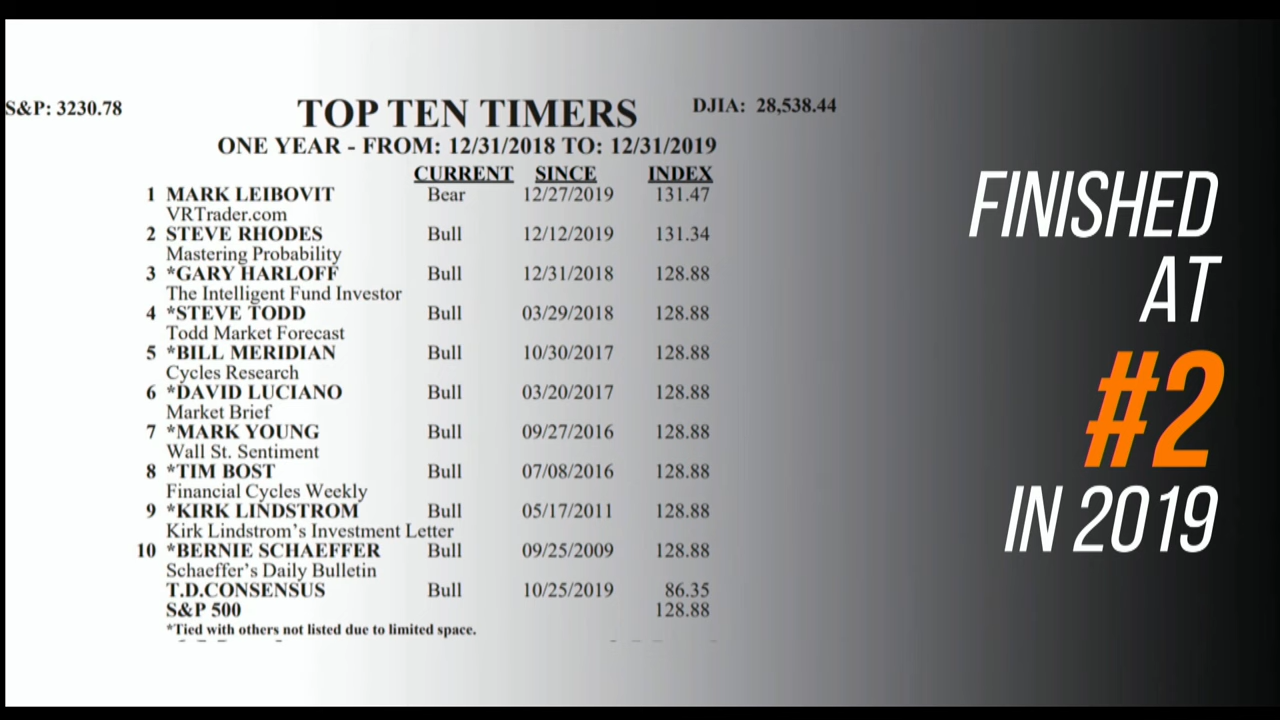 S&P: 3230.78
TOP TEN TIMERS
DJIA: 28,538.44
ONE YEAR - FROM: 12/31/2018 TO: 12/31/2019
CURRENT SINCE INDEX
1 MARK LEIBOVIT Bear 12/27/2019 131.47
VRTrader.com
2 STEVE RHODES Bull 12/12/2019 131.34
Mastering Probability
3 *GARY HARLOFF Bull 12/31/2018 128.88
The Intelligent Fund Investor
4 *STEVE TODD Bull 03/29/2018 128.88
Todd Market Forecast
5 *BILL MERIDIAN Bull 10/30/2017 128.88
Cycles Research
6 *DAVID LUCIANO Bull 03/20/2017 128.88
Market Brief
7 *MARK YOUNG Bull 09/27/2016 128.88
Wall St. Sentiment
8 *TIM BOST Bull 07/08/2016 128.88
Financial Cycles Weekly
9 *KIRK LINDSTROM Bull 05/17/2011 128.88
Kirk Lindstrom's Investment Letter
10 *BERNIE SCHAEFFER Bull 09/25/2009 128.88
Schaeffer's Daily Bulletin
T.D.CONSENSUS Bull 10/25/2019 86.35
S&P 500 128.88
*Tied with others not listed due to limited space.
FINISHED
AT
#2
IN 2019